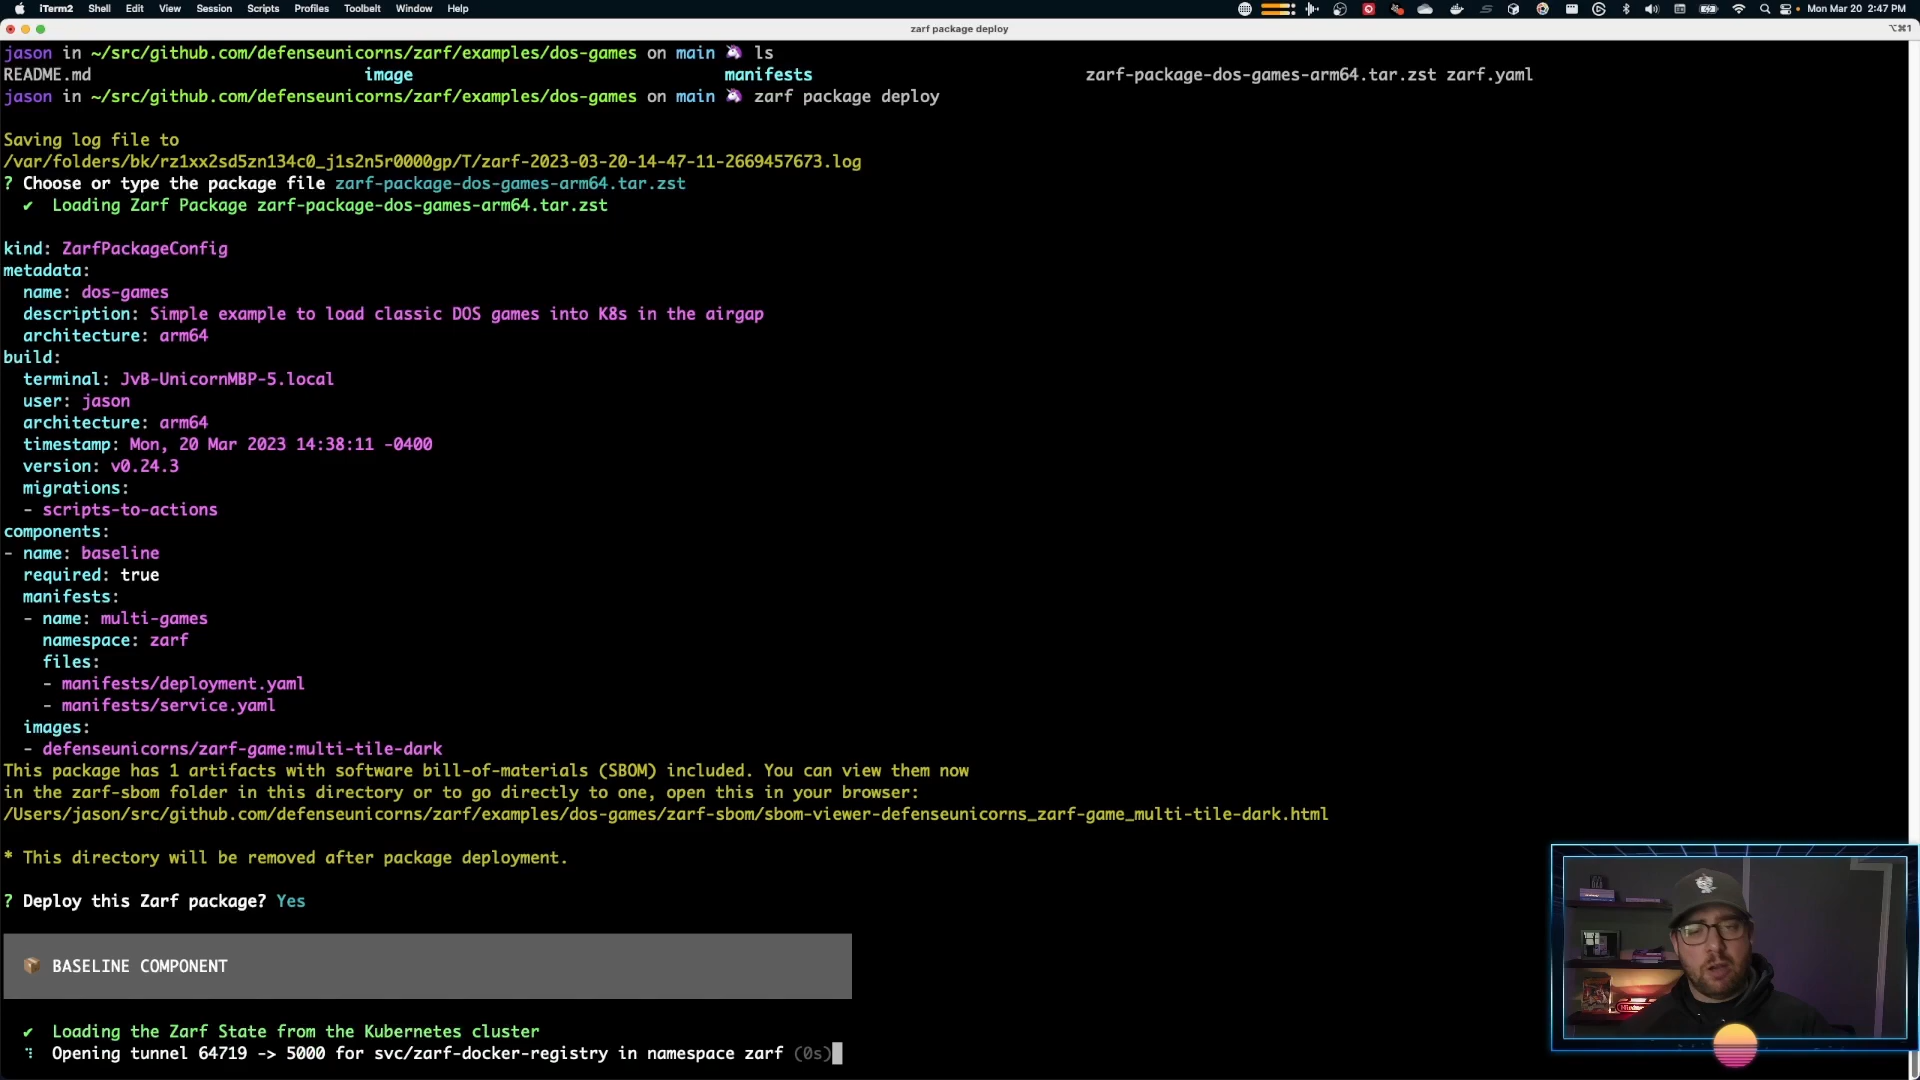 iTerm2 Shell Edit View Session Scripts Profiles Toolbelt Window Help Mon Mar 20 2:47 PM
zarf package deploy ⌥⌘1
jason in ~/src/github.com/defenseunicorns/zarf/examples/dos-games on main 🦄 ls
README.md image manifests zarf-package-dos-games-arm64.tar.zst zarf.yaml
jason in ~/src/github.com/defenseunicorns/zarf/examples/dos-games on main 🦄 zarf package deploy
Saving log file to
/var/folders/bk/rz1xx2sd5zn134c0_j1s2n5r0000gp/T/zarf-2023-03-20-14-47-11-2669457673.log
? Choose or type the package file zarf-package-dos-games-arm64.tar.zst
✔ Loading Zarf Package zarf-package-dos-games-arm64.tar.zst
kind: ZarfPackageConfig
metadata:
name: dos-games
description: Simple example to load classic DOS games into K8s in the airgap
architecture: arm64
build:
terminal: JvB-UnicornMBP-5.local
user: jason
architecture: arm64
timestamp: Mon, 20 Mar 2023 14:38:11 -0400
version: v0.24.3
migrations:
- scripts-to-actions
components:
- name: baseline
required: true
manifests:
- name: multi-games
namespace: zarf
files:
- manifests/deployment.yaml
- manifests/service.yaml
images:
- defenseunicorns/zarf-game:multi-tile-dark
This package has 1 artifacts with software bill-of-materials (SBOM) included. You can view them now
in the zarf-sbom folder in this directory or to go directly to one, open this in your browser:
/Users/jason/src/github.com/defenseunicorns/zarf/examples/dos-games/zarf-sbom/sbom-viewer-defenseunicorns_zarf-game_multi-tile-dark.html
* This directory will be removed after package deployment.
? Deploy this Zarf package? Yes
📦 BASELINE COMPONENT
✔ Loading the Zarf State from the Kubernetes cluster
Opening tunnel 64719 -> 5000 for svc/zarf-docker-registry in namespace zarf (0s)